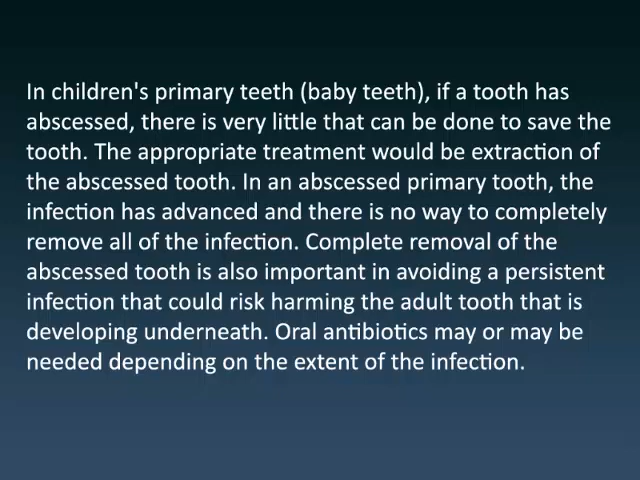 In children's primary teeth (baby teeth), if a tooth has
abscessed, there is very little that can be done to save the
tooth. The appropriate treatment would be extraction of
the abscessed tooth. In an abscessed primary tooth, the
infection has advanced and there is no way to completely
remove all of the infection. Complete removal of the
abscessed tooth is also important in avoiding a persistent
infection that could risk harming the adult tooth that is
developing underneath. Oral antibiotics may or may be
needed depending on the extent of the infection.